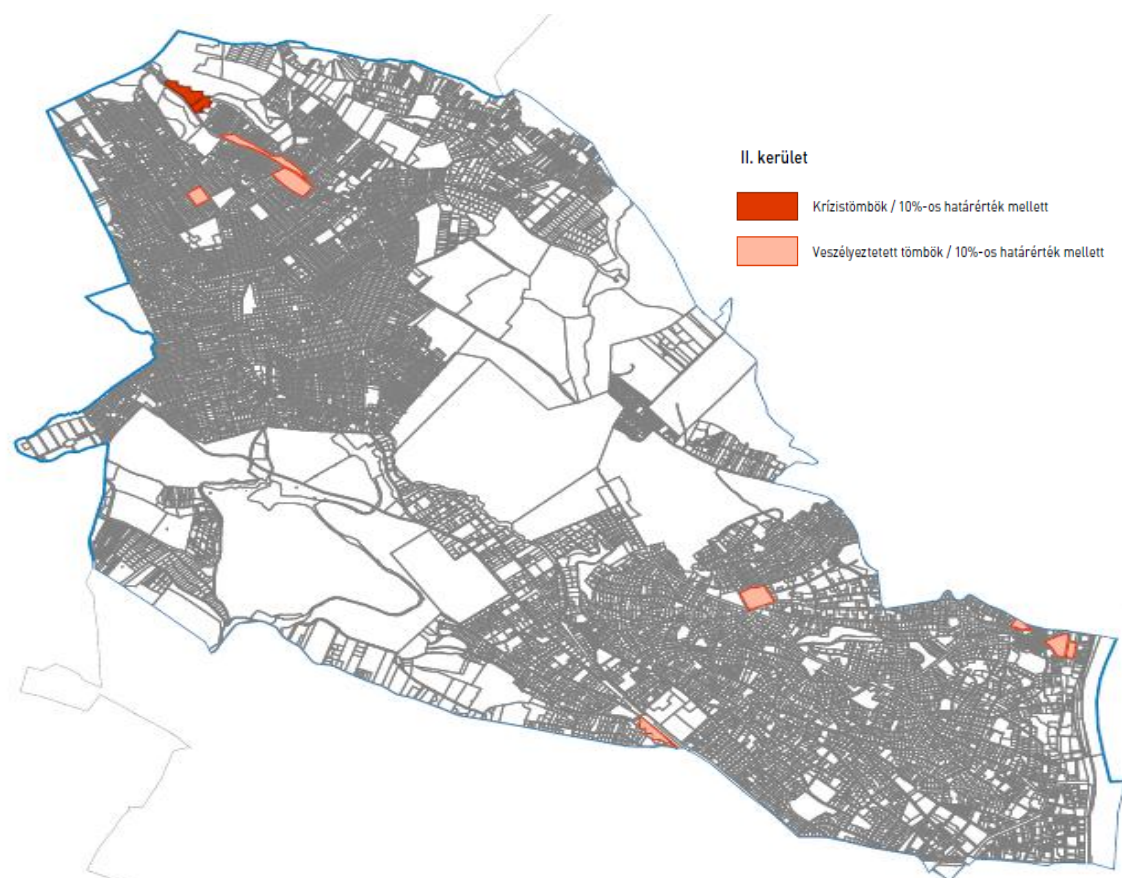 II. kerület
Krízistömbök / 10%-os határérték mellett
Veszélyeztetett tömbök / 10%-os határérték mellett